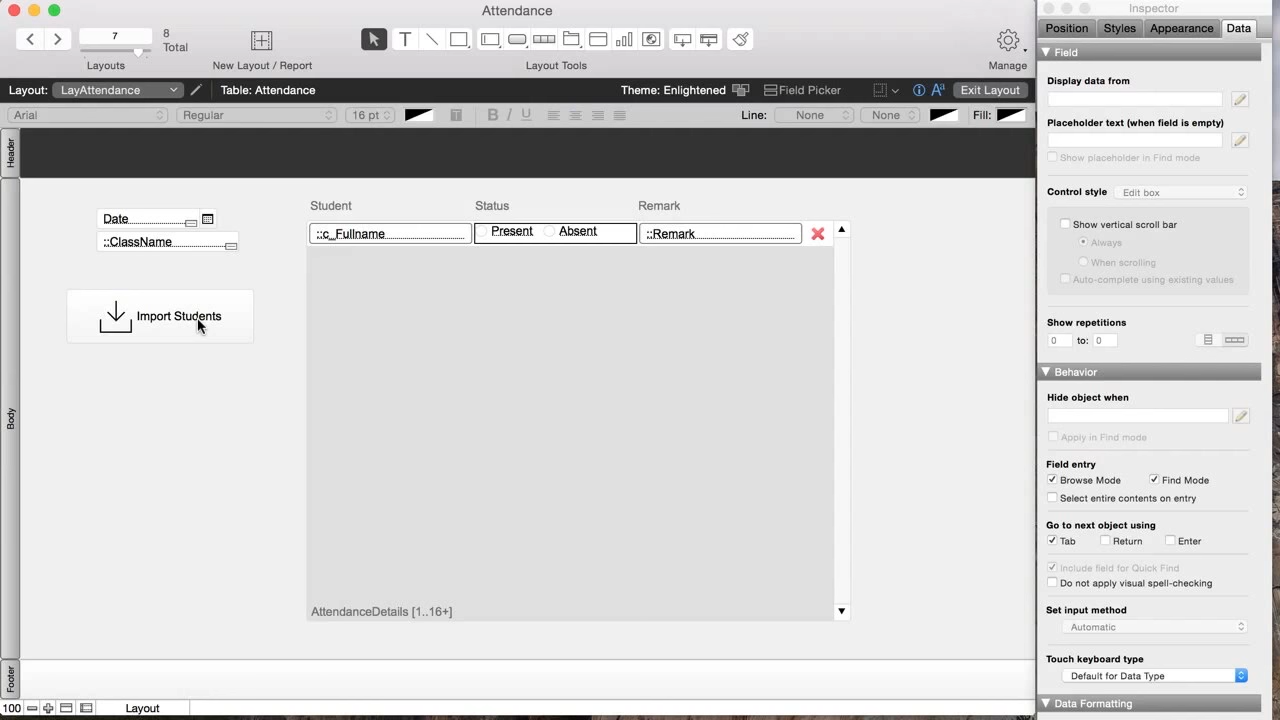 Attendance
Inspector
7
8
Total
Layouts
New Layout / Report
Layout Tools
Manage
Position
Styles
Appearance
Data
Layout:
LayAttendance
Table: Attendance
Theme: Enlightened
Field Picker
Exit Layout
Arial
Regular
16 pt
B I U
Line:
None
None
Fill:
Header
Body
Footer
Date
::ClassName
Import Students
Student
Status
Remark
::c_Fullname
Present
Absent
::Remark
AttendanceDetails [1..16+]
100
Layout
Field
Display data from
Placeholder text (when field is empty)
Show placeholder in Find mode
Control style
Edit box
Show vertical scroll bar
Always
When scrolling
Auto-complete using existing values
Show repetitions
0 to: 0
Behavior
Hide object when
Apply in Find mode
Field entry
Browse Mode
Find Mode
Select entire contents on entry
Go to next object using
Tab
Return
Enter
Include field for Quick Find
Do not apply visual spell-checking
Set input method
Automatic
Touch keyboard type
Default for Data Type
Data Formatting